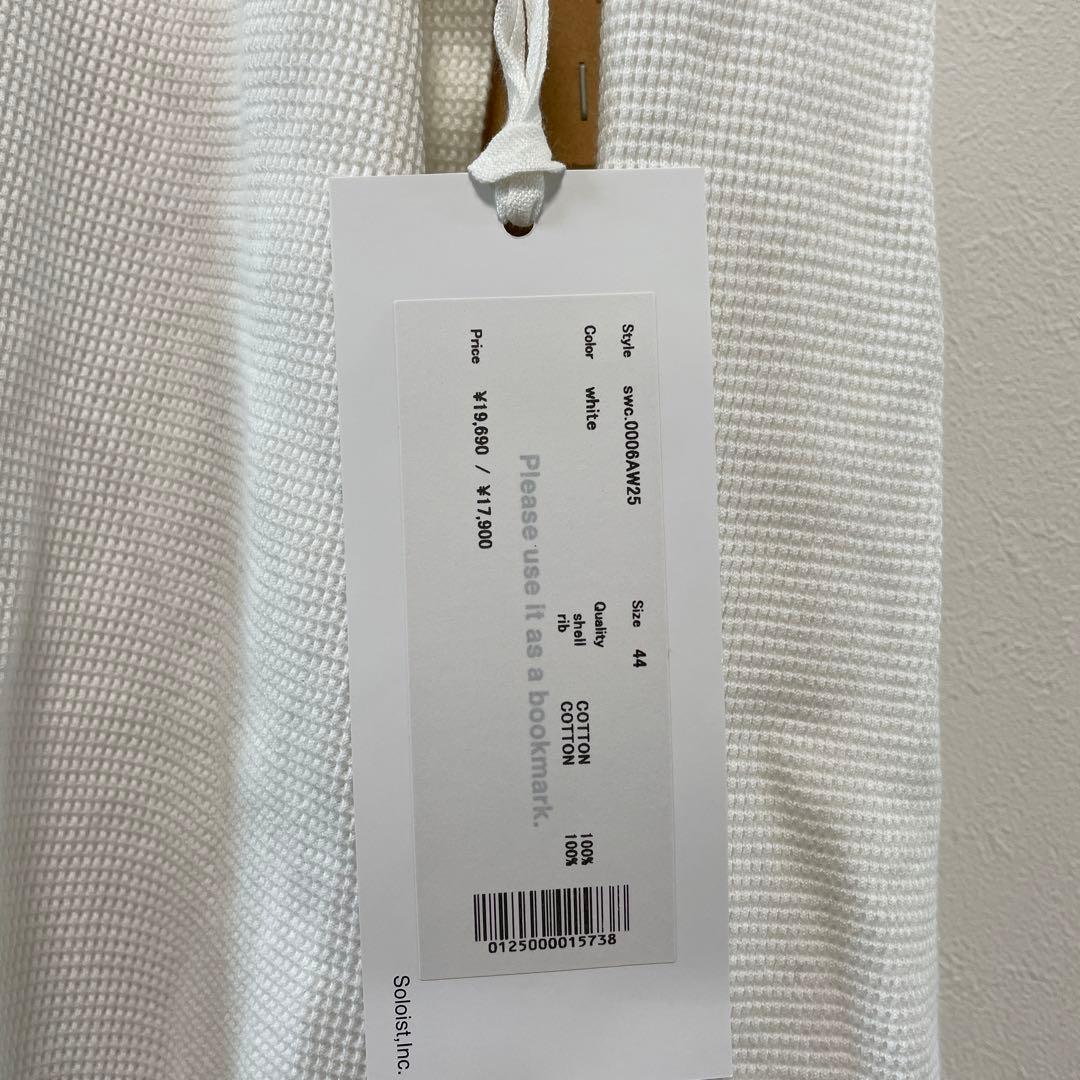 Style swc.0006AW25 Size 44
Color white Quality
shell COTTON 100%
rib COTTON 100%
Please use it as a bookmark.
Price ¥19,690 / ¥17,900
0125000015738
Soloist,Inc.